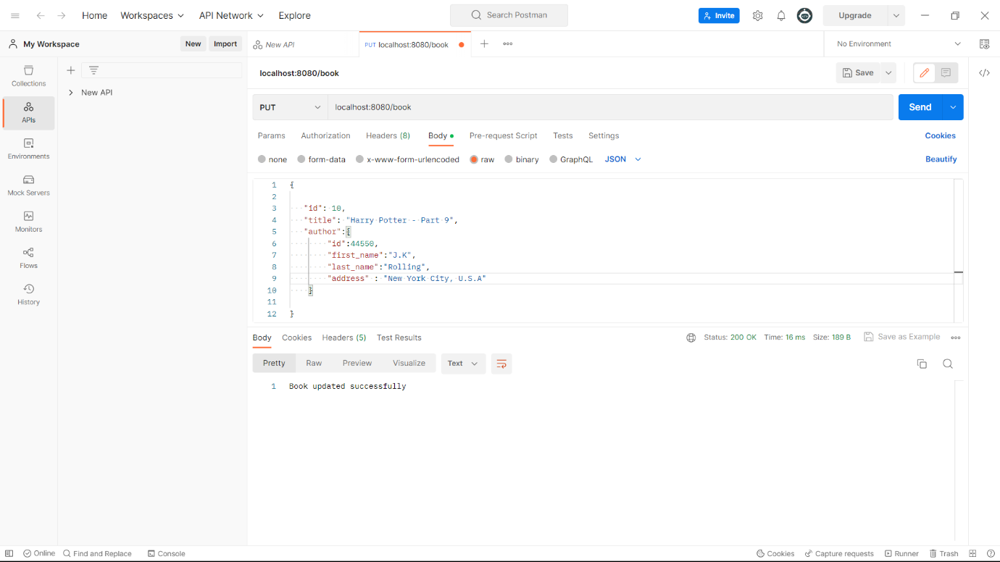 Home Workspaces API Network Explore Search Postman Invite Upgrade
My Workspace New Import New API PUT localhost:8080/book No Environment
Collections
APIs
Environments
Mock Servers
Monitors
Flows
History
New API
localhost:8080/book Save
PUT localhost:8080/book Send
Params Authorization Headers (8) Body Pre-request Script Tests Settings Cookies
none form-data x-www-form-urlencoded raw binary GraphQL JSON Beautify
1 {
2
3 "id": 10,
4 "title": "Harry Potter - Part 9",
5 "author":{
6 "id":44550,
7 "first_name":"J.K",
8 "last_name":"Rolling",
9 "address" : "New York City, U.S.A"
10 }
11
12 }
Body Cookies Headers (5) Test Results Status: 200 OK Time: 16 ms Size: 189 B Save as Example
Pretty Raw Preview Visualize Text
1 Book updated successfully
Online Find and Replace Console Cookies Capture requests Runner Trash